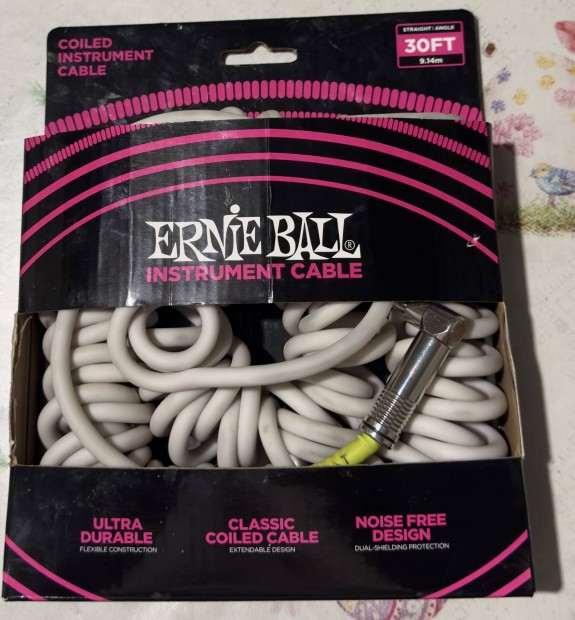 COILED
INSTRUMENT
CABLE
STRAIGHT / ANGLE
30FT
9.14m
ERNIE BALL®
INSTRUMENT CABLE
ULTRA
DURABLE
FLEXIBLE CONSTRUCTION
CLASSIC
COILED CABLE
EXTENDABLE DESIGN
NOISE FREE
DESIGN
DUAL-SHIELDING PROTECTION